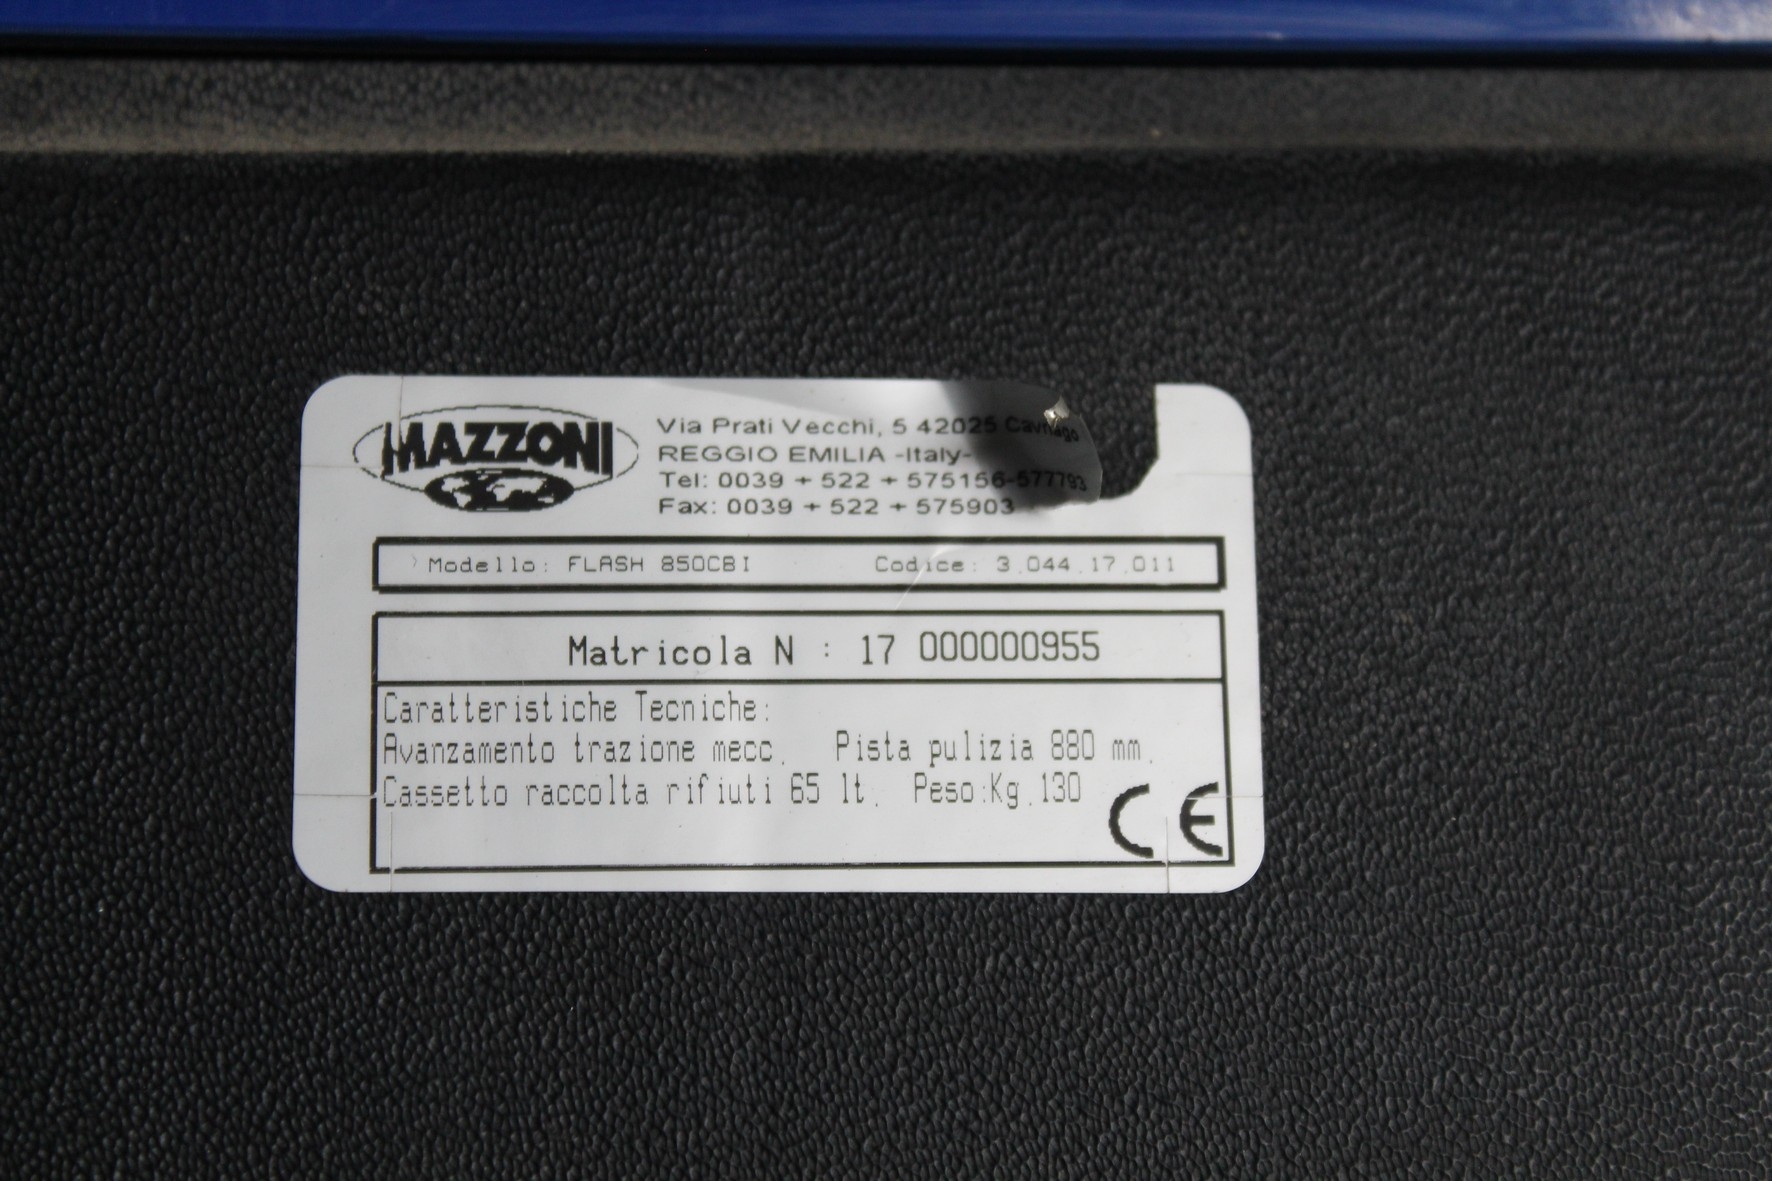 MAZZONI
Via Prati Vecchi, 5 42025 Cavriago
REGGIO EMILIA -Italy-
Tel: 0039 + 522 + 575156-577793
Fax: 0039 + 522 + 575903
Modello: FLASH 850CBI Codice: 3.044.17.011
Matricola N : 17 000000955
Caratteristiche Tecniche:
Avanzamento trazione mecc. Pista pulizia 880 mm.
Cassetto raccolta rifiuti 65 lt. Peso:Kg.130
CE